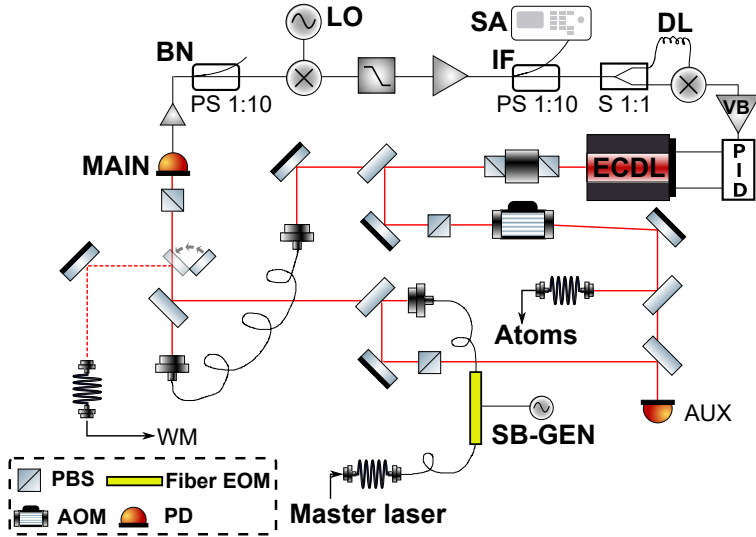 LO
SA
DL
BN
IF
PS 1:10
PS 1:10
S 1:1
VB
MAIN
ECDL
P
I
D
Atoms
AUX
SB-GEN
WM
Master laser
PBS
Fiber EOM
AOM
PD